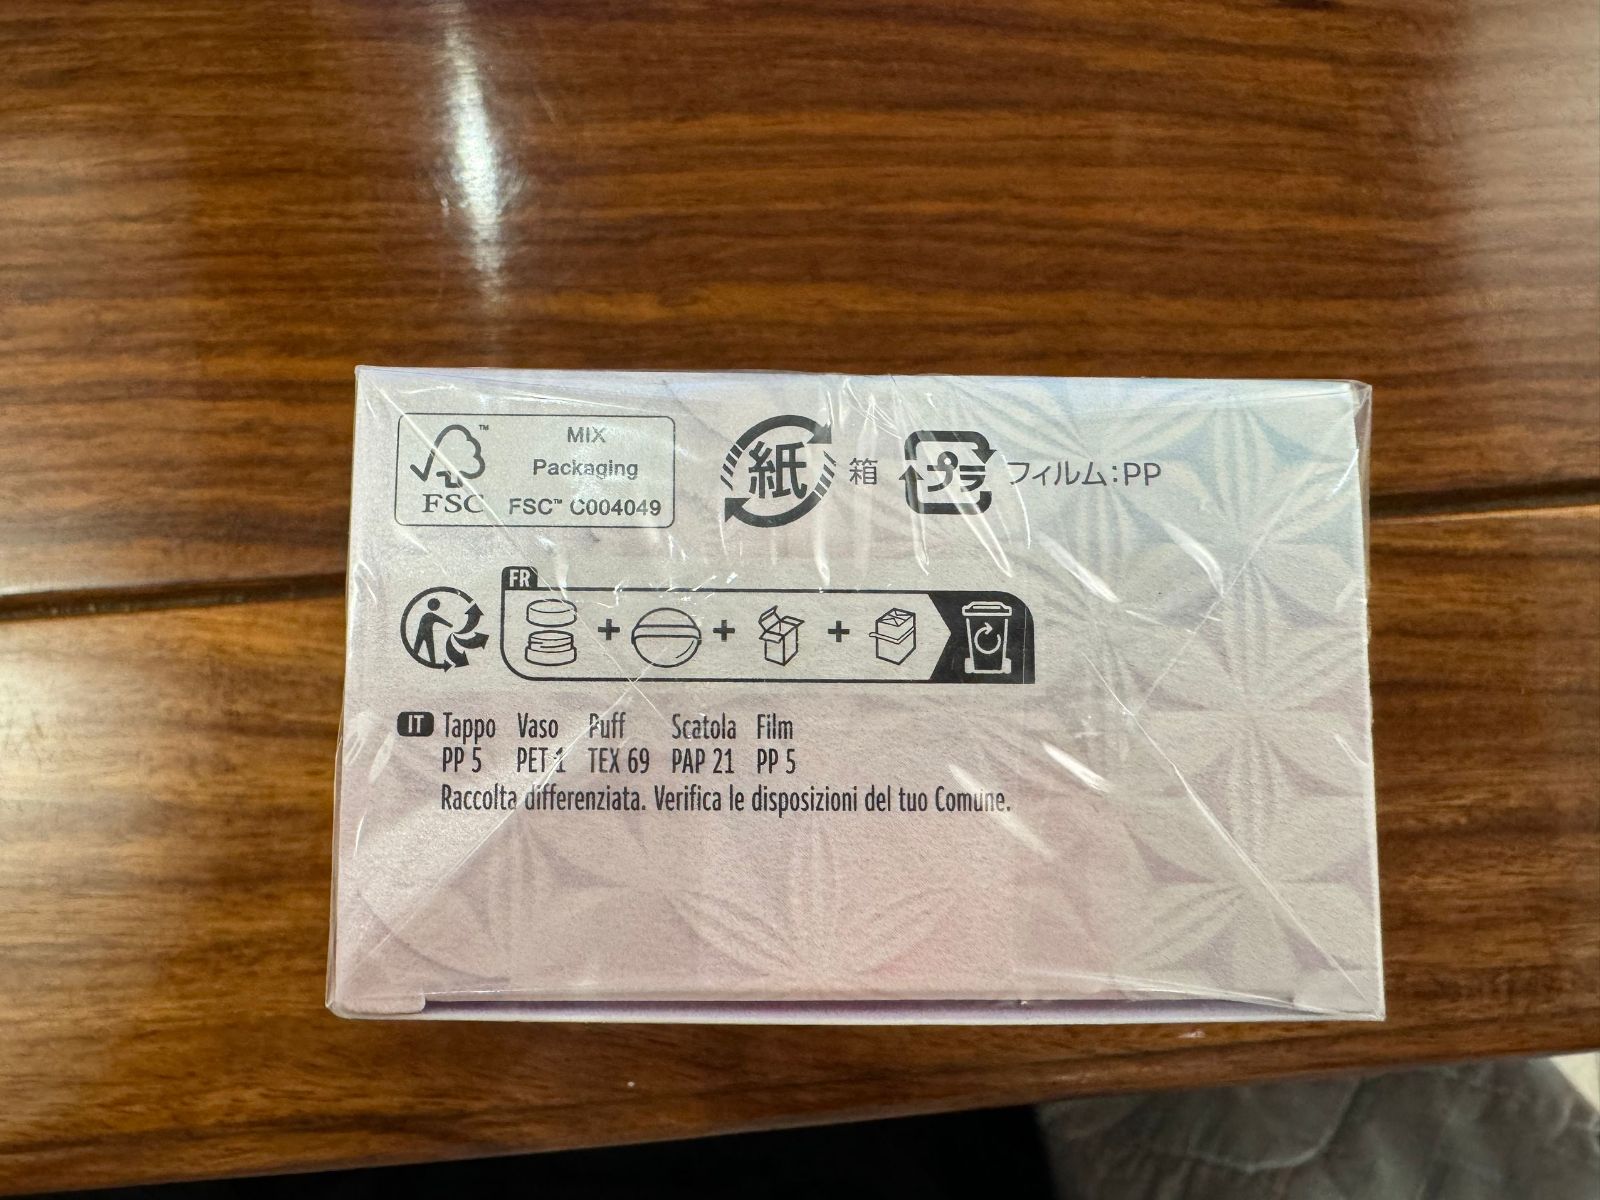 MIX
Packaging
FSC™ C004049
FSC ™
紙 箱 プラ フィルム:PP
FR
IT Tappo Vaso Puff Scatola Film
PP 5 PET 1 TEX 69 PAP 21 PP 5
Raccolta differenziata. Verifica le disposizioni del tuo Comune.